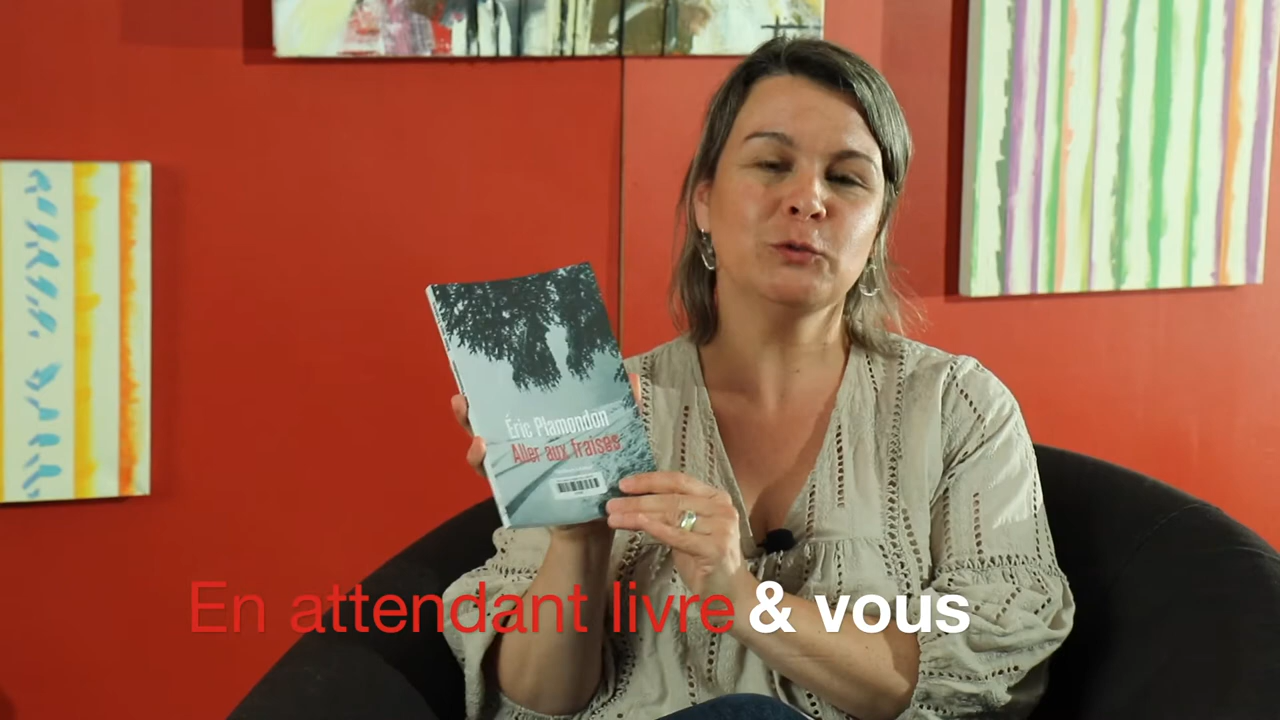 Éric Plamondon
Aller aux fraises
En attendant livre & vous